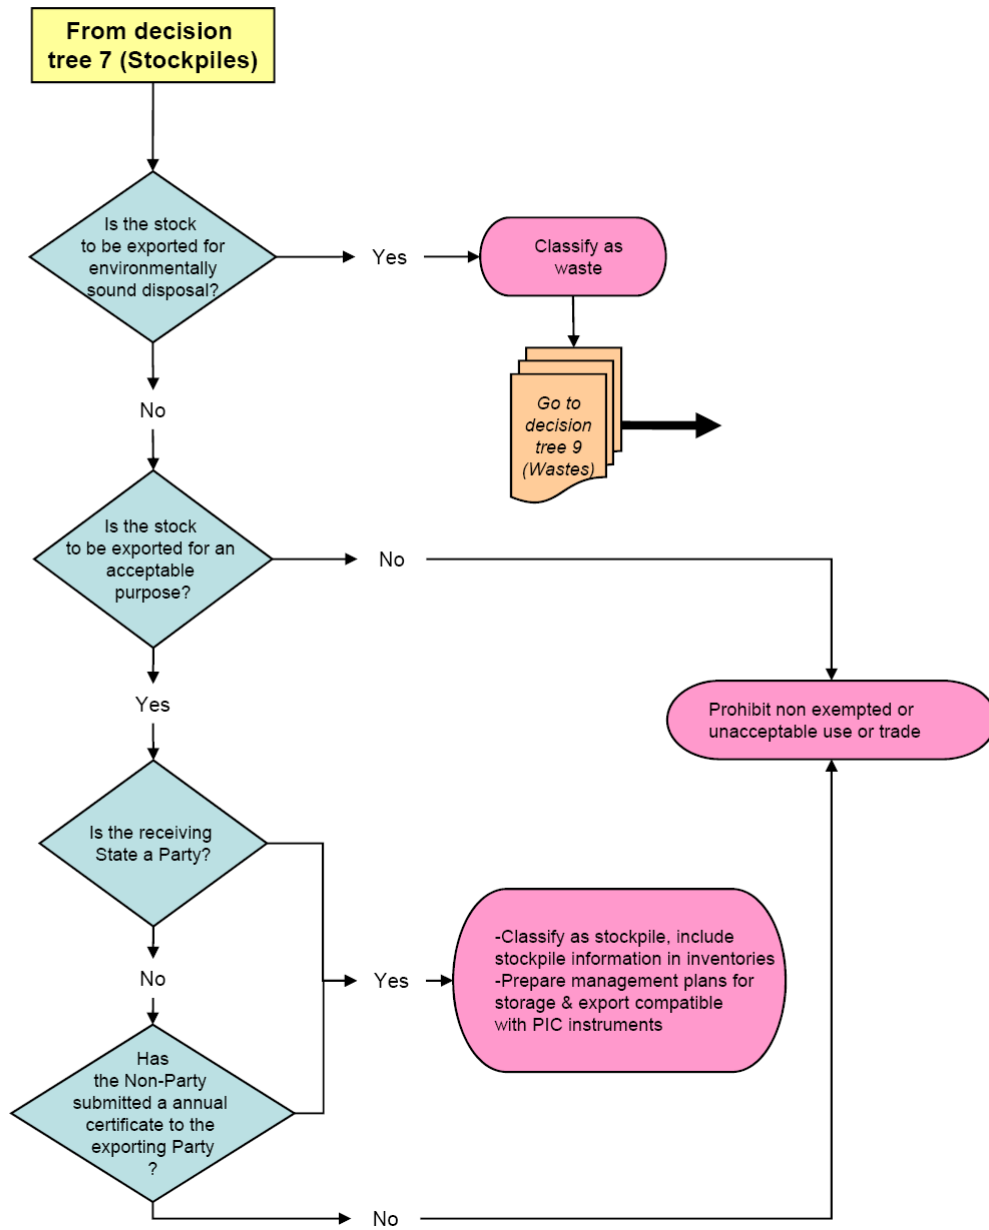 From decision
tree 7 (Stockpiles)
Is the stock
to be exported for
environmentally
sound disposal?
Yes
Classify as
waste
No
Go to
decision
tree 9
(Wastes)
Is the stock
to be exported for an
acceptable
purpose?
No
Yes
Prohibit non exempted or
unacceptable use or trade
Is the receiving
State a Party?
-Classify as stockpile, include
stockpile information in inventories
-Prepare management plans for
storage & export compatible
with PIC instruments
Yes
No
Has
the Non-Party
submitted a annual
certificate to the
exporting Party
?
No